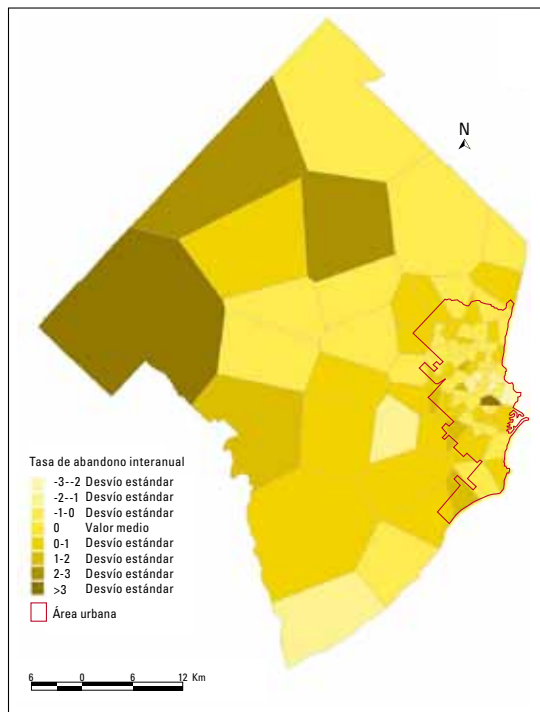 N
Tasa de abandono interanual
-3--2 Desvío estándar
-2--1 Desvío estándar
-1-0 Desvío estándar
0 Valor medio
0-1 Desvío estándar
1-2 Desvío estándar
2-3 Desvío estándar
>3 Desvío estándar
Área urbana
6 0 6 12 Km